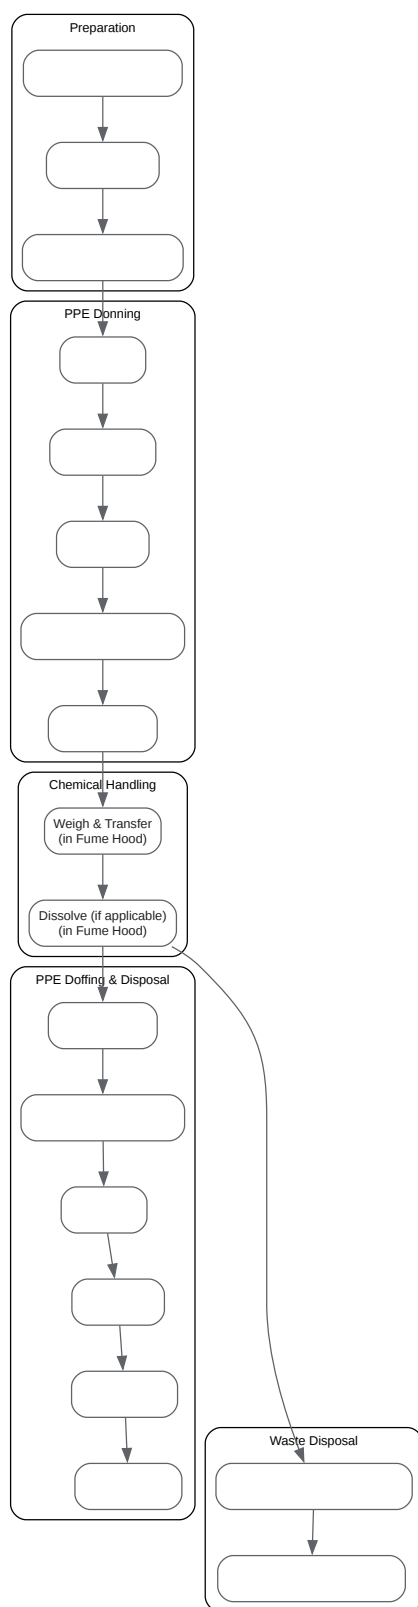 Preparation
PPE Donning
Chemical Handling
Weigh & Transfer
(in Fume Hood)
Dissolve (if applicable)
(in Fume Hood)
PPE Doffing & Disposal
Waste Disposal